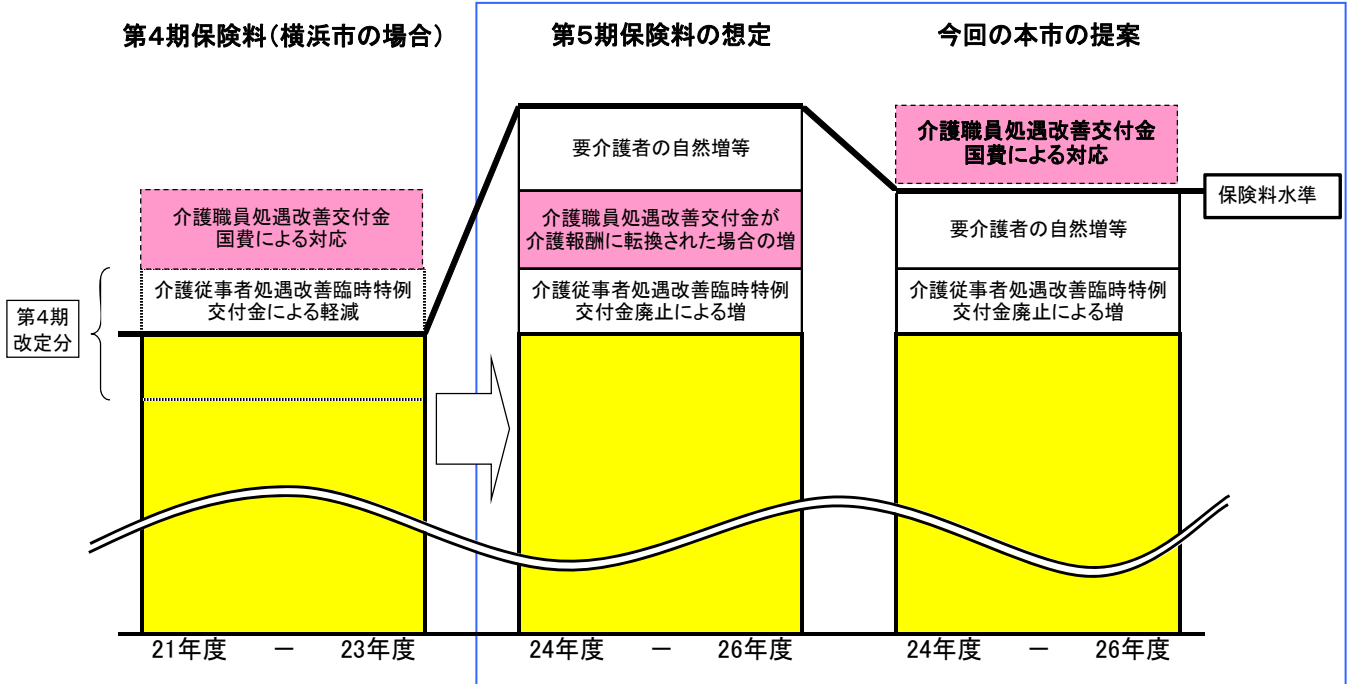 第4期保険料(横浜市の場合)
第5期保険料の想定
今回の本市の提案
介護職員処遇改善交付金
国費による対応
介護従事者処遇改善臨時特例
交付金による軽減
第4期
改定分
要介護者の自然増等
介護職員処遇改善交付金が
介護報酬に転換された場合の増
介護従事者処遇改善臨時特例
交付金廃止による増
介護職員処遇改善交付金
国費による対応
要介護者の自然増等
介護従事者処遇改善臨時特例
交付金廃止による増
保険料水準
21年度 － 23年度
24年度 － 26年度
24年度 － 26年度